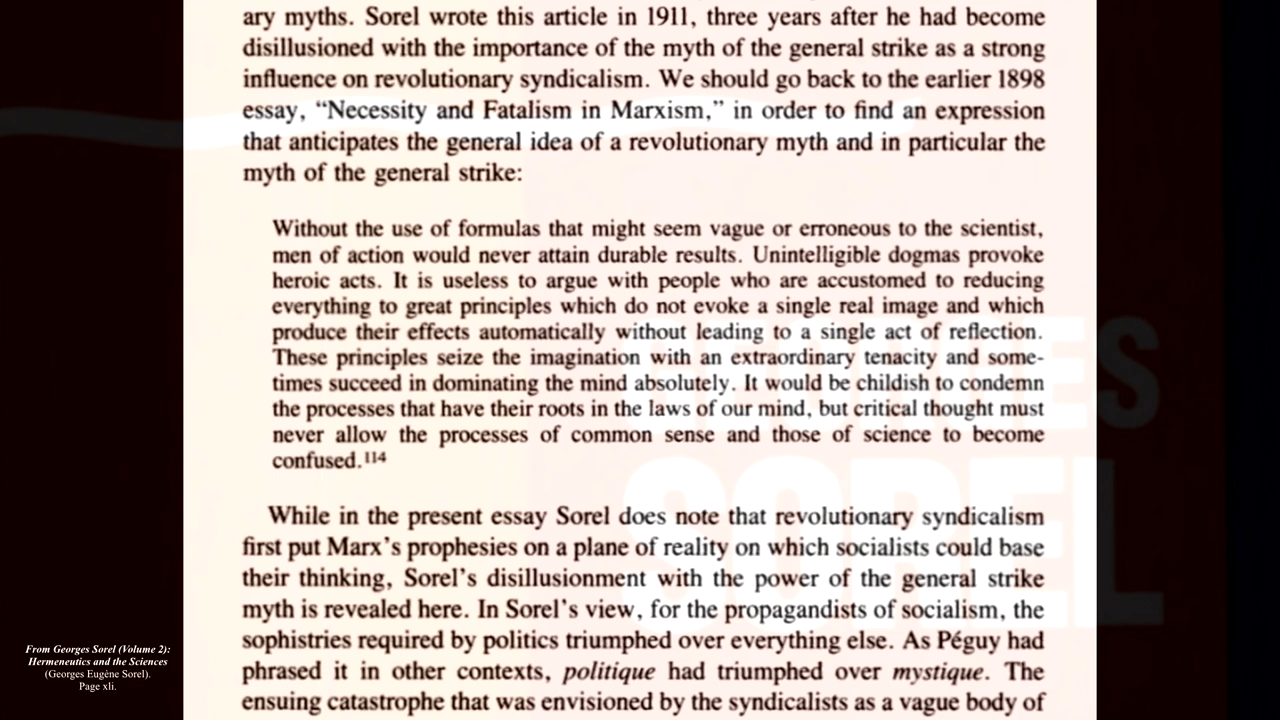 ary myths. Sorel wrote this article in 1911, three years after he had become
disillusioned with the importance of the myth of the general strike as a strong
influence on revolutionary syndicalism. We should go back to the earlier 1898
essay, “Necessity and Fatalism in Marxism,” in order to find an expression
that anticipates the general idea of a revolutionary myth and in particular the
myth of the general strike:
Without the use of formulas that might seem vague or erroneous to the scientist,
men of action would never attain durable results. Unintelligible dogmas provoke
heroic acts. It is useless to argue with people who are accustomed to reducing
everything to great principles which do not evoke a single real image and which
produce their effects automatically without leading to a single act of reflection.
These principles seize the imagination with an extraordinary tenacity and some-
times succeed in dominating the mind absolutely. It would be childish to condemn
the processes that have their roots in the laws of our mind, but critical thought must
never allow the processes of common sense and those of science to become
confused.¹¹⁴
While in the present essay Sorel does note that revolutionary syndicalism
first put Marx’s prophesies on a plane of reality on which socialists could base
their thinking, Sorel’s disillusionment with the power of the general strike
myth is revealed here. In Sorel’s view, for the propagandists of socialism, the
sophistries required by politics triumphed over everything else. As Péguy had
phrased it in other contexts, politique had triumphed over mystique. The
ensuing catastrophe that was envisioned by the syndicalists as a vague body of
GEORGES
SOREL
From Georges Sorel (Volume 2):
Hermeneutics and the Sciences
(Georges Eugène Sorel).
Page xli.